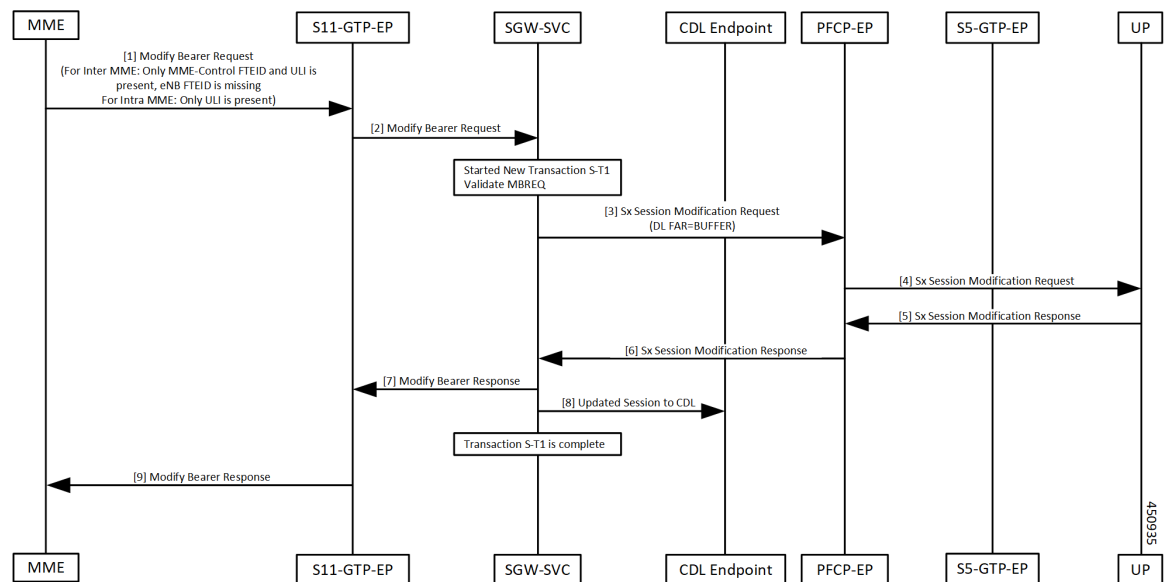 MME
S11-GTP-EP
SGW-SVC
CDL Endpoint
PFCP-EP
S5-GTP-EP
UP
[1] Modify Bearer Request
(For Inter MME: Only MME-Control FTEID and ULI is
present, eNB FTEID is missing
For Intra MME: Only ULI is present)
[2] Modify Bearer Request
Started New Transaction S-T1
Validate MBREQ
[3] Sx Session Modification Request
(DL FAR=BUFFER)
[4] Sx Session Modification Request
[5] Sx Session Modification Response
[6] Sx Session Modification Response
[7] Modify Bearer Response
[8] Updated Session to CDL
Transaction S-T1 is complete
[9] Modify Bearer Response
450935
MME
S11-GTP-EP
SGW-SVC
CDL Endpoint
PFCP-EP
S5-GTP-EP
UP